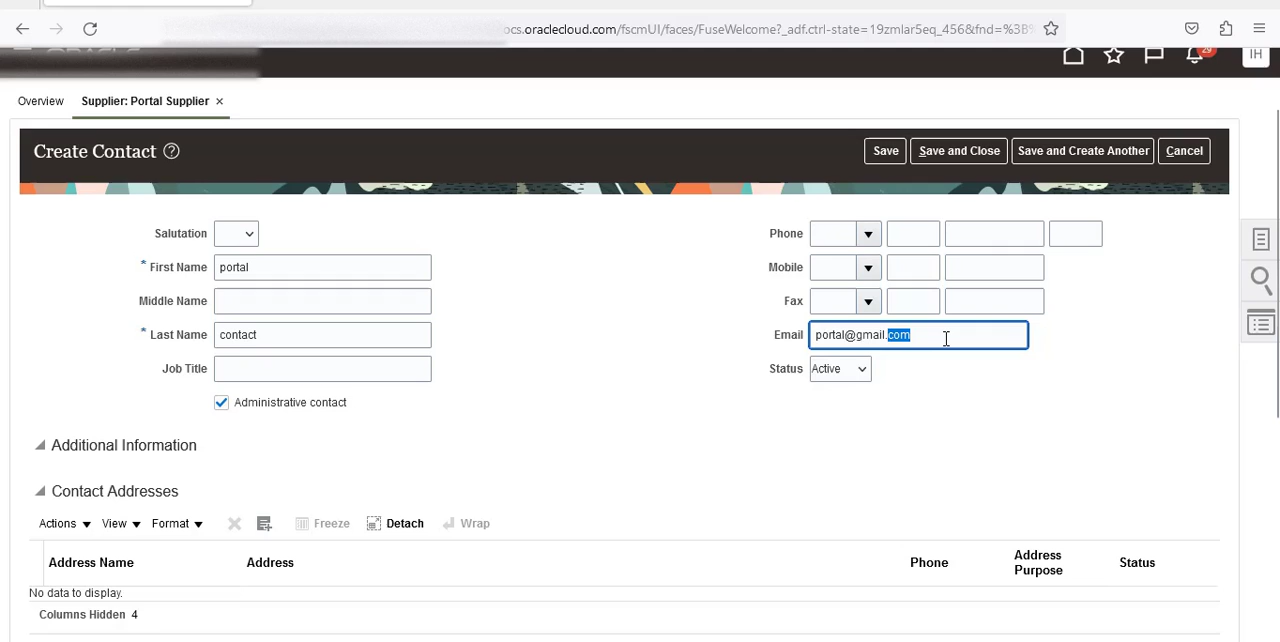 ocs.oraclecloud.com/fscmUI/faces/FuseWelcome?_adf.ctrl-state=19zmlar5eq_456&fnd=%3B%
29
IH
Overview Supplier: Portal Supplier ×
Create Contact ? Save Save and Close Save and Create Another Cancel
Salutation Phone
* First Name portal Mobile
Middle Name Fax
* Last Name contact Email portal@gmail.com
Job Title Status Active
Administrative contact
Additional Information
Contact Addresses
Actions View Format Freeze Detach Wrap
Address Name Address Phone Address Purpose Status
No data to display.
Columns Hidden 4